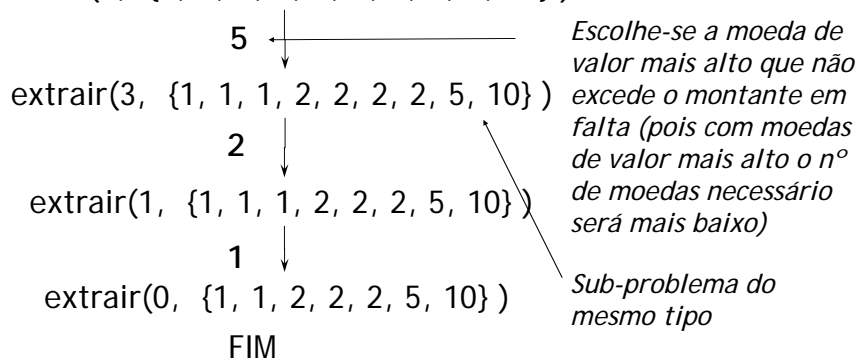 5
extrair(3, {1, 1, 1, 2, 2, 2, 2, 5, 10} )
2
extrair(1, {1, 1, 1, 2, 2, 2, 5, 10} )
1
extrair(0, {1, 1, 2, 2, 2, 5, 10} )
FIM
Escolhe-se a moeda de
valor mais alto que não
excede o montante em
falta (pois com moedas
de valor mais alto o nº
de moedas necessário
será mais baixo)
Sub-problema do
mesmo tipo